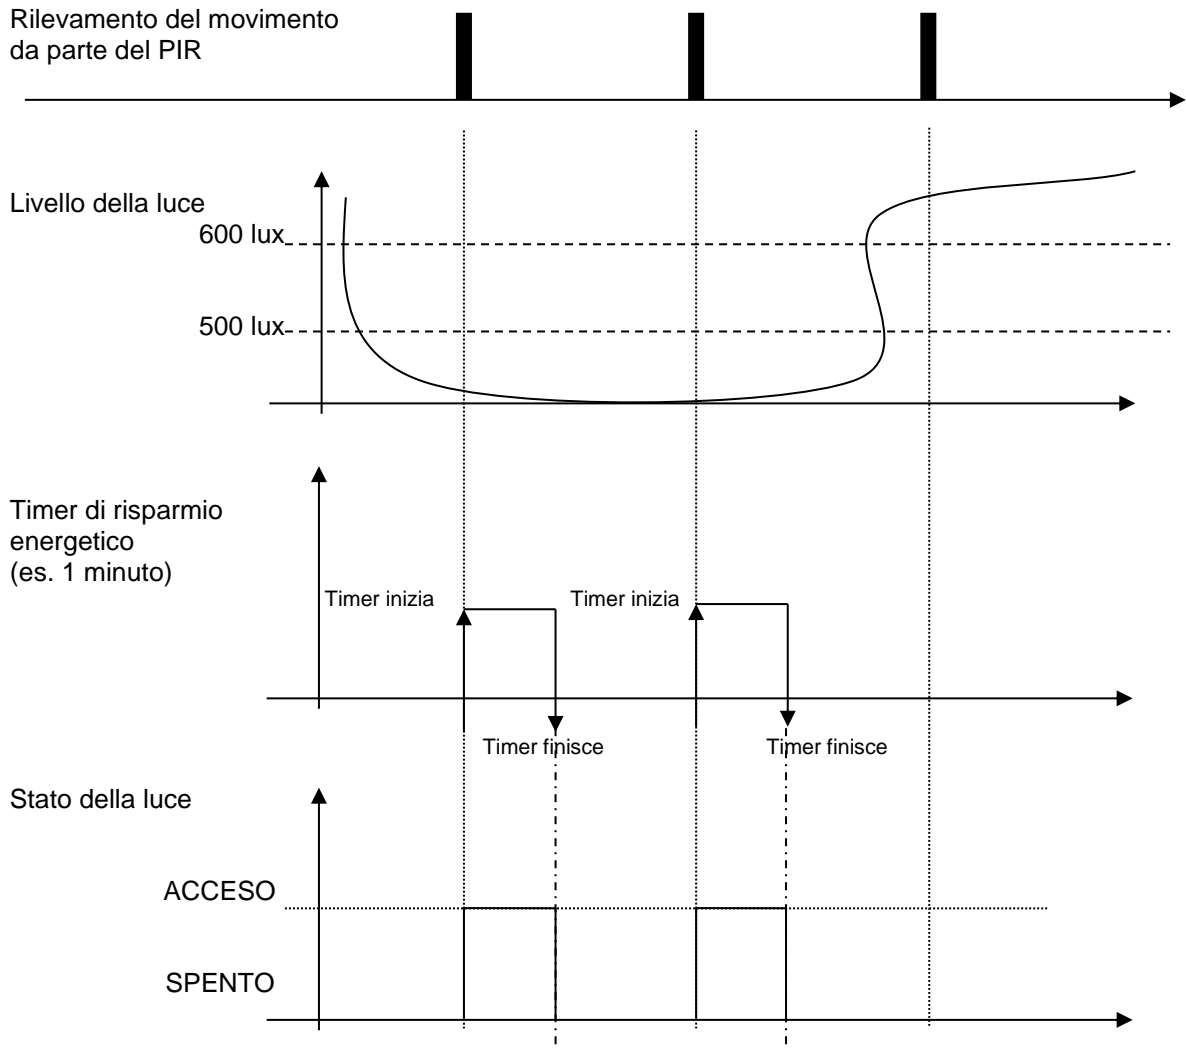 Rilevamento del movimento
da parte del PIR
Livello della luce
600 lux
500 lux
Timer di risparmio
energetico
(es. 1 minuto)
Timer inizia
Timer inizia
Timer finisce
Timer finisce
Stato della luce
ACCESO
SPENTO